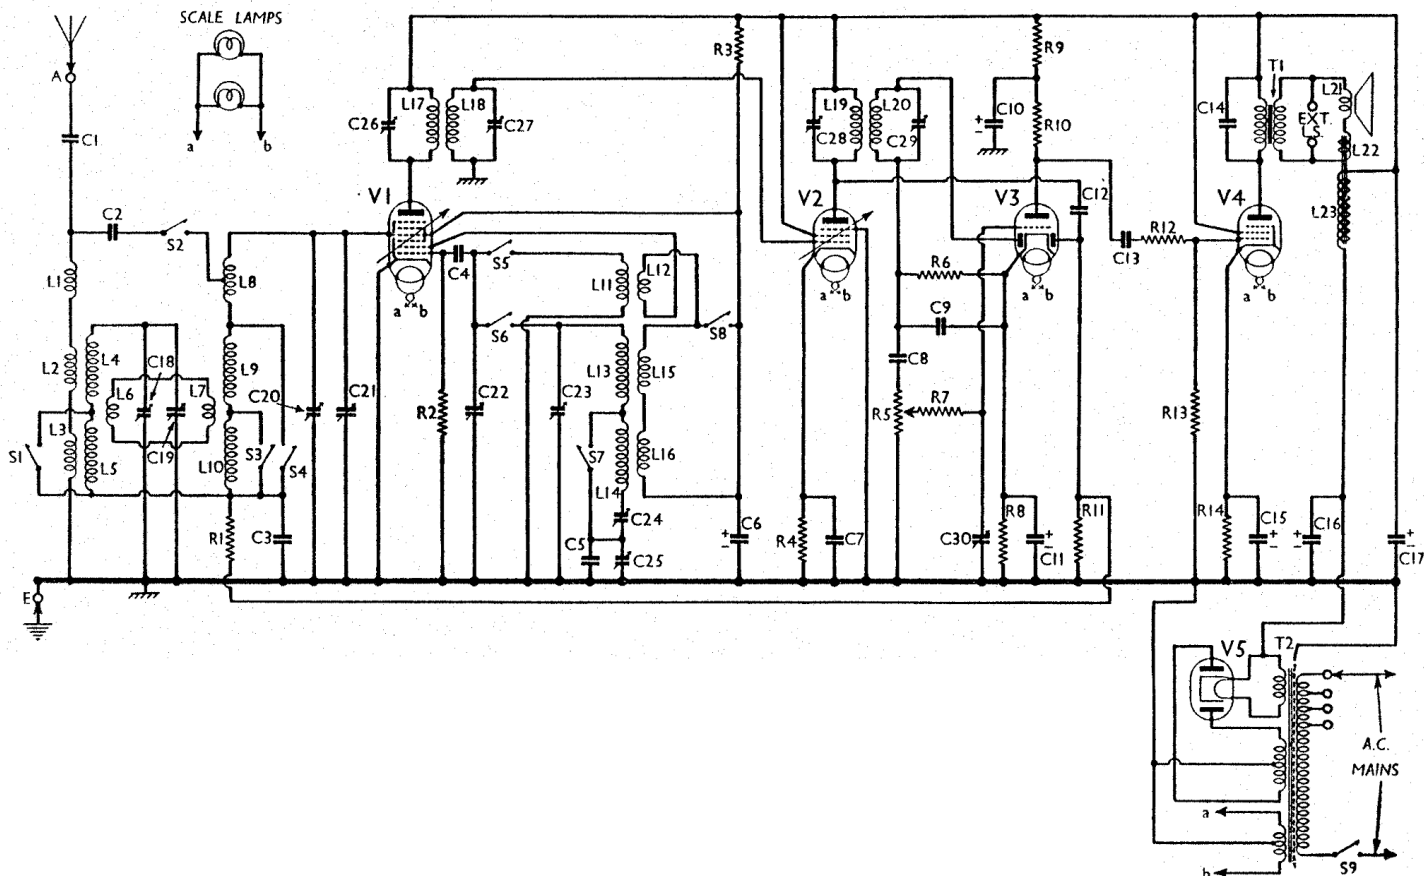 SCALE LAMPS
A
a
b
C1
C2
S2
L1
L2
L3
L4
L5
L6
L7
C18
C19
S1
L8
L9
L10
S3
S4
R1
C3
E
C20
C21
C26
L17
L18
C27
V1
a b
R2
C4
S5
S6
C22
C23
L11
L12
L13
L14
L15
L16
S7
S8
C5
C24
C25
R3
C6
L19
L20
C28
C29
V2
a b
R4
C7
C8
R5
R6
C9
R7
C30
R8
C11
C10
R9
R10
V3
a b
C12
R11
C13
R12
R13
C14
T1
EXT.
L.S.
L21
L22
L23
V4
a b
R14
C15
C16
C17
V5
T2
a
b
A.C.
MAINS
S9